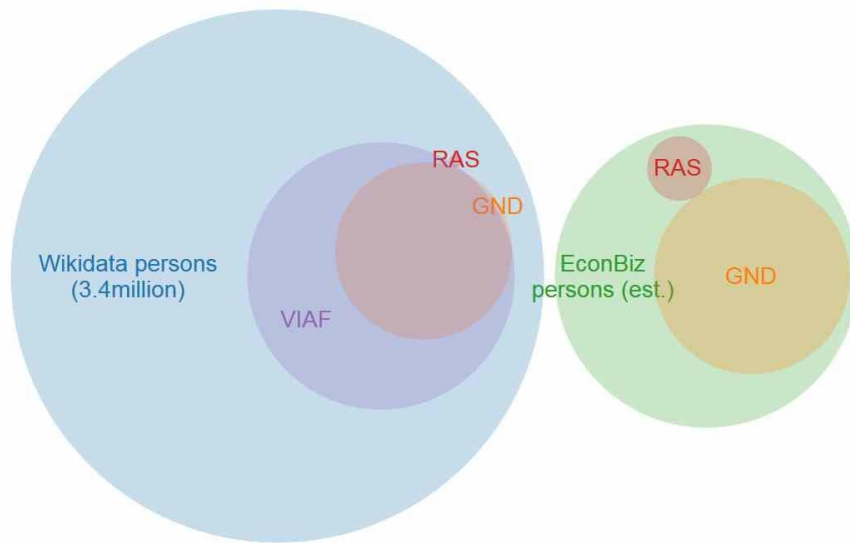 RAS
RAS
GND
Wikidata persons
(3.4million)
EconBiz
persons (est.)
GND
VIAF